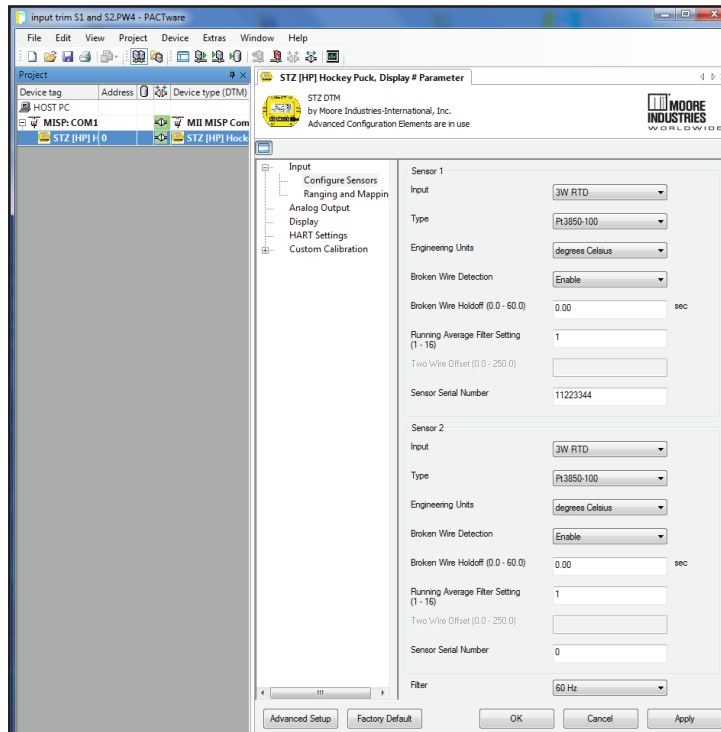 input trim S1 and S2.PW4 - PACTware
File Edit View Project Device Extras Window Help
Project
Device tag Address Device type (DTM)
HOST PC
MISP: COM1 MII MISP Com
STZ [HP] H 0 STZ [HP] Hock
STZ [HP] Hockey Puck, Display # Parameter
STZ DTM
by Moore Industries-International, Inc.
Advanced Configuration Elements are in use
MOORE
INDUSTRIES
WORLDWIDE
Input
Configure Sensors
Ranging and Mappin
Analog Output
Display
HART Settings
Custom Calibration
Sensor 1
Input 3W RTD
Type Pt3850-100
Engineering Units degrees Celsius
Broken Wire Detection Enable
Broken Wire Holdoff (0.0 - 60.0) 0.00 sec
Running Average Filter Setting 1
(1 - 16)
Two Wire Offset (0.0 - 250.0)
Sensor Serial Number 11223344
Sensor 2
Input 3W RTD
Type Pt3850-100
Engineering Units degrees Celsius
Broken Wire Detection Enable
Broken Wire Holdoff (0.0 - 60.0) 0.00 sec
Running Average Filter Setting 1
(1 - 16)
Two Wire Offset (0.0 - 250.0)
Sensor Serial Number 0
Filter 60 Hz
Advanced Setup Factory Default OK Cancel Apply